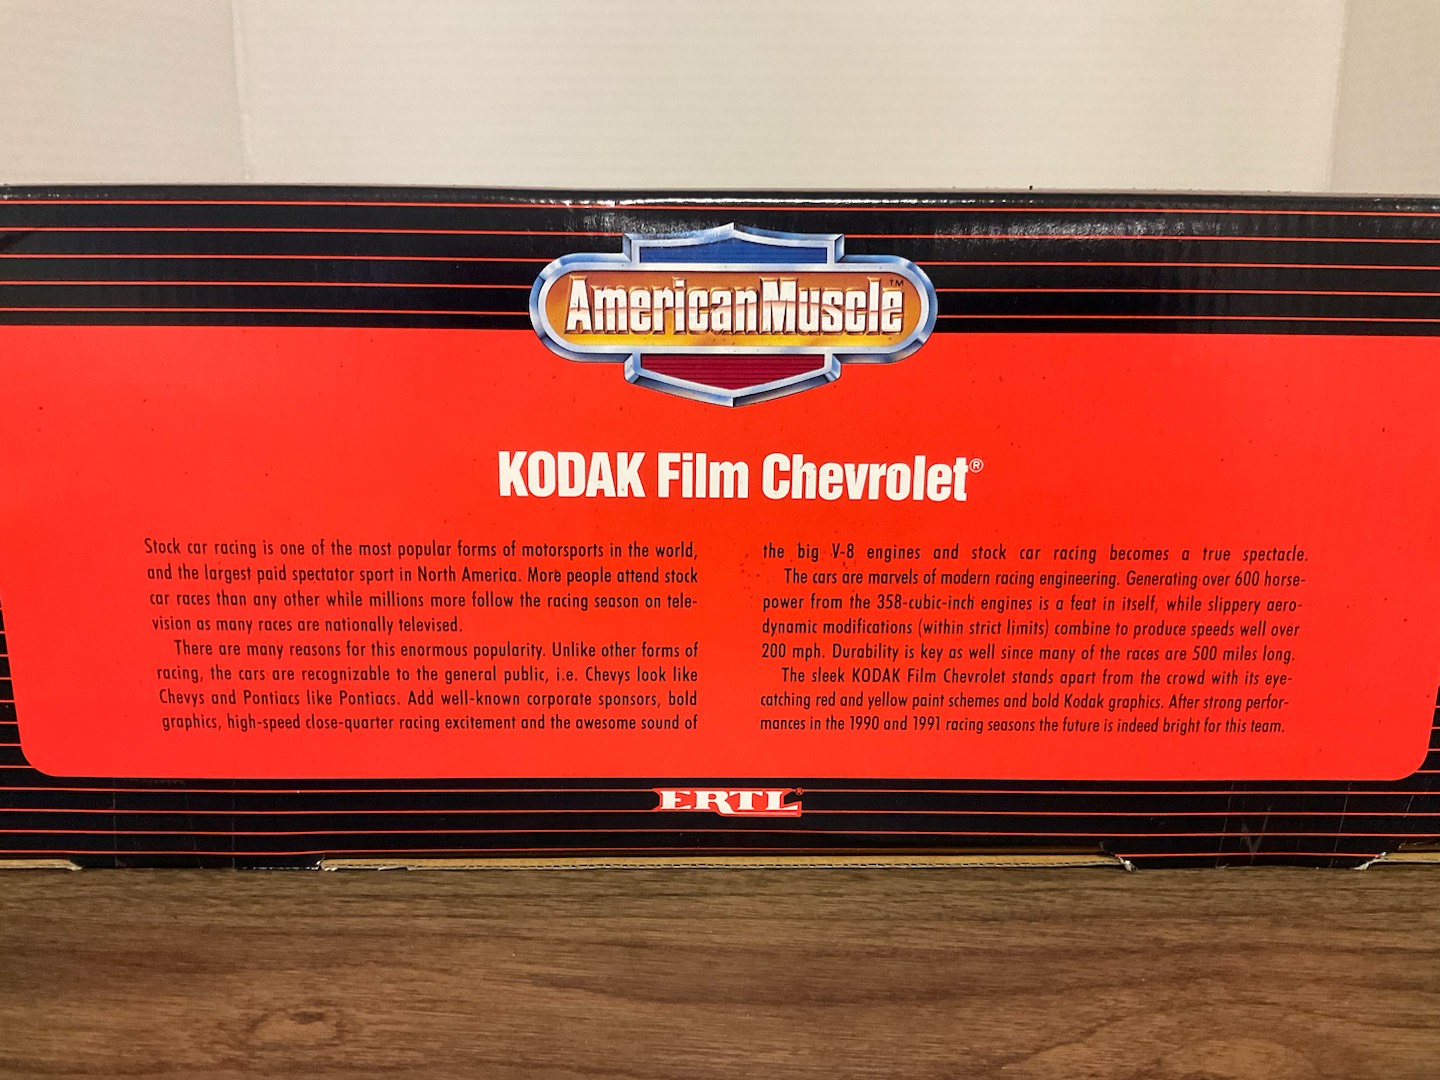 AmericanMuscle™
KODAK Film Chevrolet®
Stock car racing is one of the most popular forms of motorsports in the world,
and the largest paid spectator sport in North America. More people attend stock
car races than any other while millions more follow the racing season on tele-
vision as many races are nationally televised.
There are many reasons for this enormous popularity. Unlike other forms of
racing, the cars are recognizable to the general public, i.e. Chevys look like
Chevys and Pontiacs like Pontiacs. Add well-known corporate sponsors, bold
graphics, high-speed close-quarter racing excitement and the awesome sound of
the big V-8 engines and stock car racing becomes a true spectacle.
The cars are marvels of modern racing engineering. Generating over 600 horse-
power from the 358-cubic-inch engines is a feat in itself, while slippery aero-
dynamic modifications (within strict limits) combine to produce speeds well over
200 mph. Durability is key as well since many of the races are 500 miles long.
The sleek KODAK Film Chevrolet stands apart from the crowd with its eye-
catching red and yellow paint schemes and bold Kodak graphics. After strong perfor-
mances in the 1990 and 1991 racing seasons the future is indeed bright for this team.
ERTL®